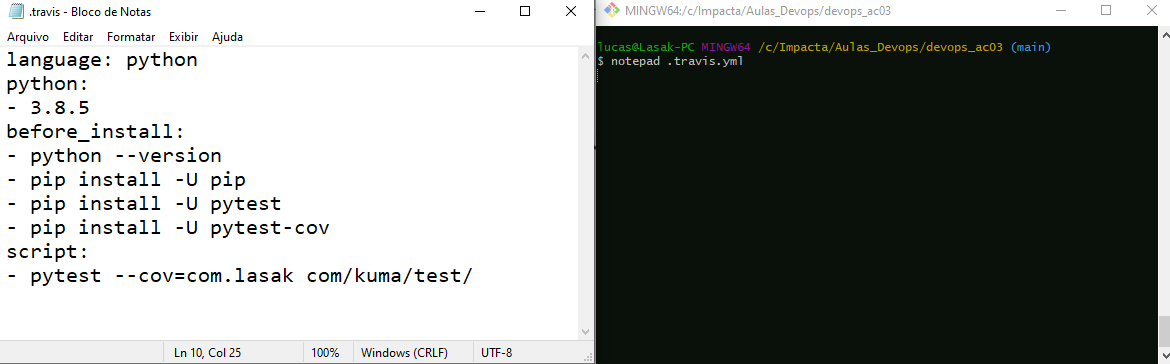 .travis - Bloco de Notas
Arquivo Editar Formatar Exibir Ajuda
language: python
python:
- 3.8.5
before_install:
- python --version
- pip install -U pip
- pip install -U pytest
- pip install -U pytest-cov
script:
- pytest --cov=com.lasak com/kuma/test/
Ln 10, Col 25 100% Windows (CRLF) UTF-8
MINGW64:/c/Impacta/Aulas_Devops/devops_ac03
lucas@Lasak-PC MINGW64 /c/Impacta/Aulas_Devops/devops_ac03 (main)
$ notepad .travis.yml